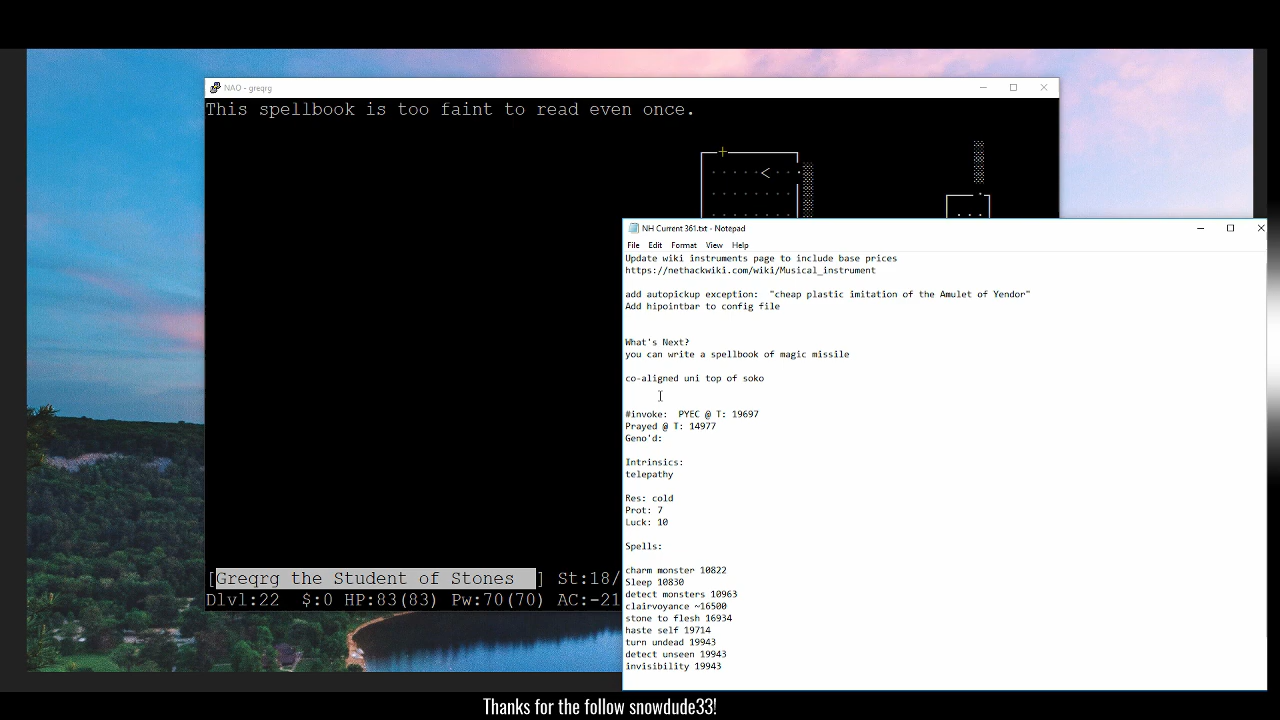 NAO - greqrg
This spellbook is too faint to read even once.
NH Current 361.txt - Notepad
File Edit Format View Help
Update wiki instruments page to include base prices
https://nethackwiki.com/wiki/Musical_instrument
add autopickup exception: "cheap plastic imitation of the Amulet of Yendor"
Add hipointbar to config file
What's Next?
you can write a spellbook of magic missile
co-aligned uni top of soko
#invoke: PYEC @ T: 19697
Prayed @ T: 14977
Geno'd:
Intrinsics:
telepathy
Res: cold
Prot: 7
Luck: 10
Spells:
charm monster 10822
Sleep 10830
detect monsters 10963
clairvoyance ~16500
stone to flesh 16934
haste self 19714
turn undead 19943
detect unseen 19943
invisibility 19943
[Greqrg the Student of Stones ] St:18/
Dlvl:22 $:0 HP:83(83) Pw:70(70) AC:-21
Thanks for the follow snowdude33!